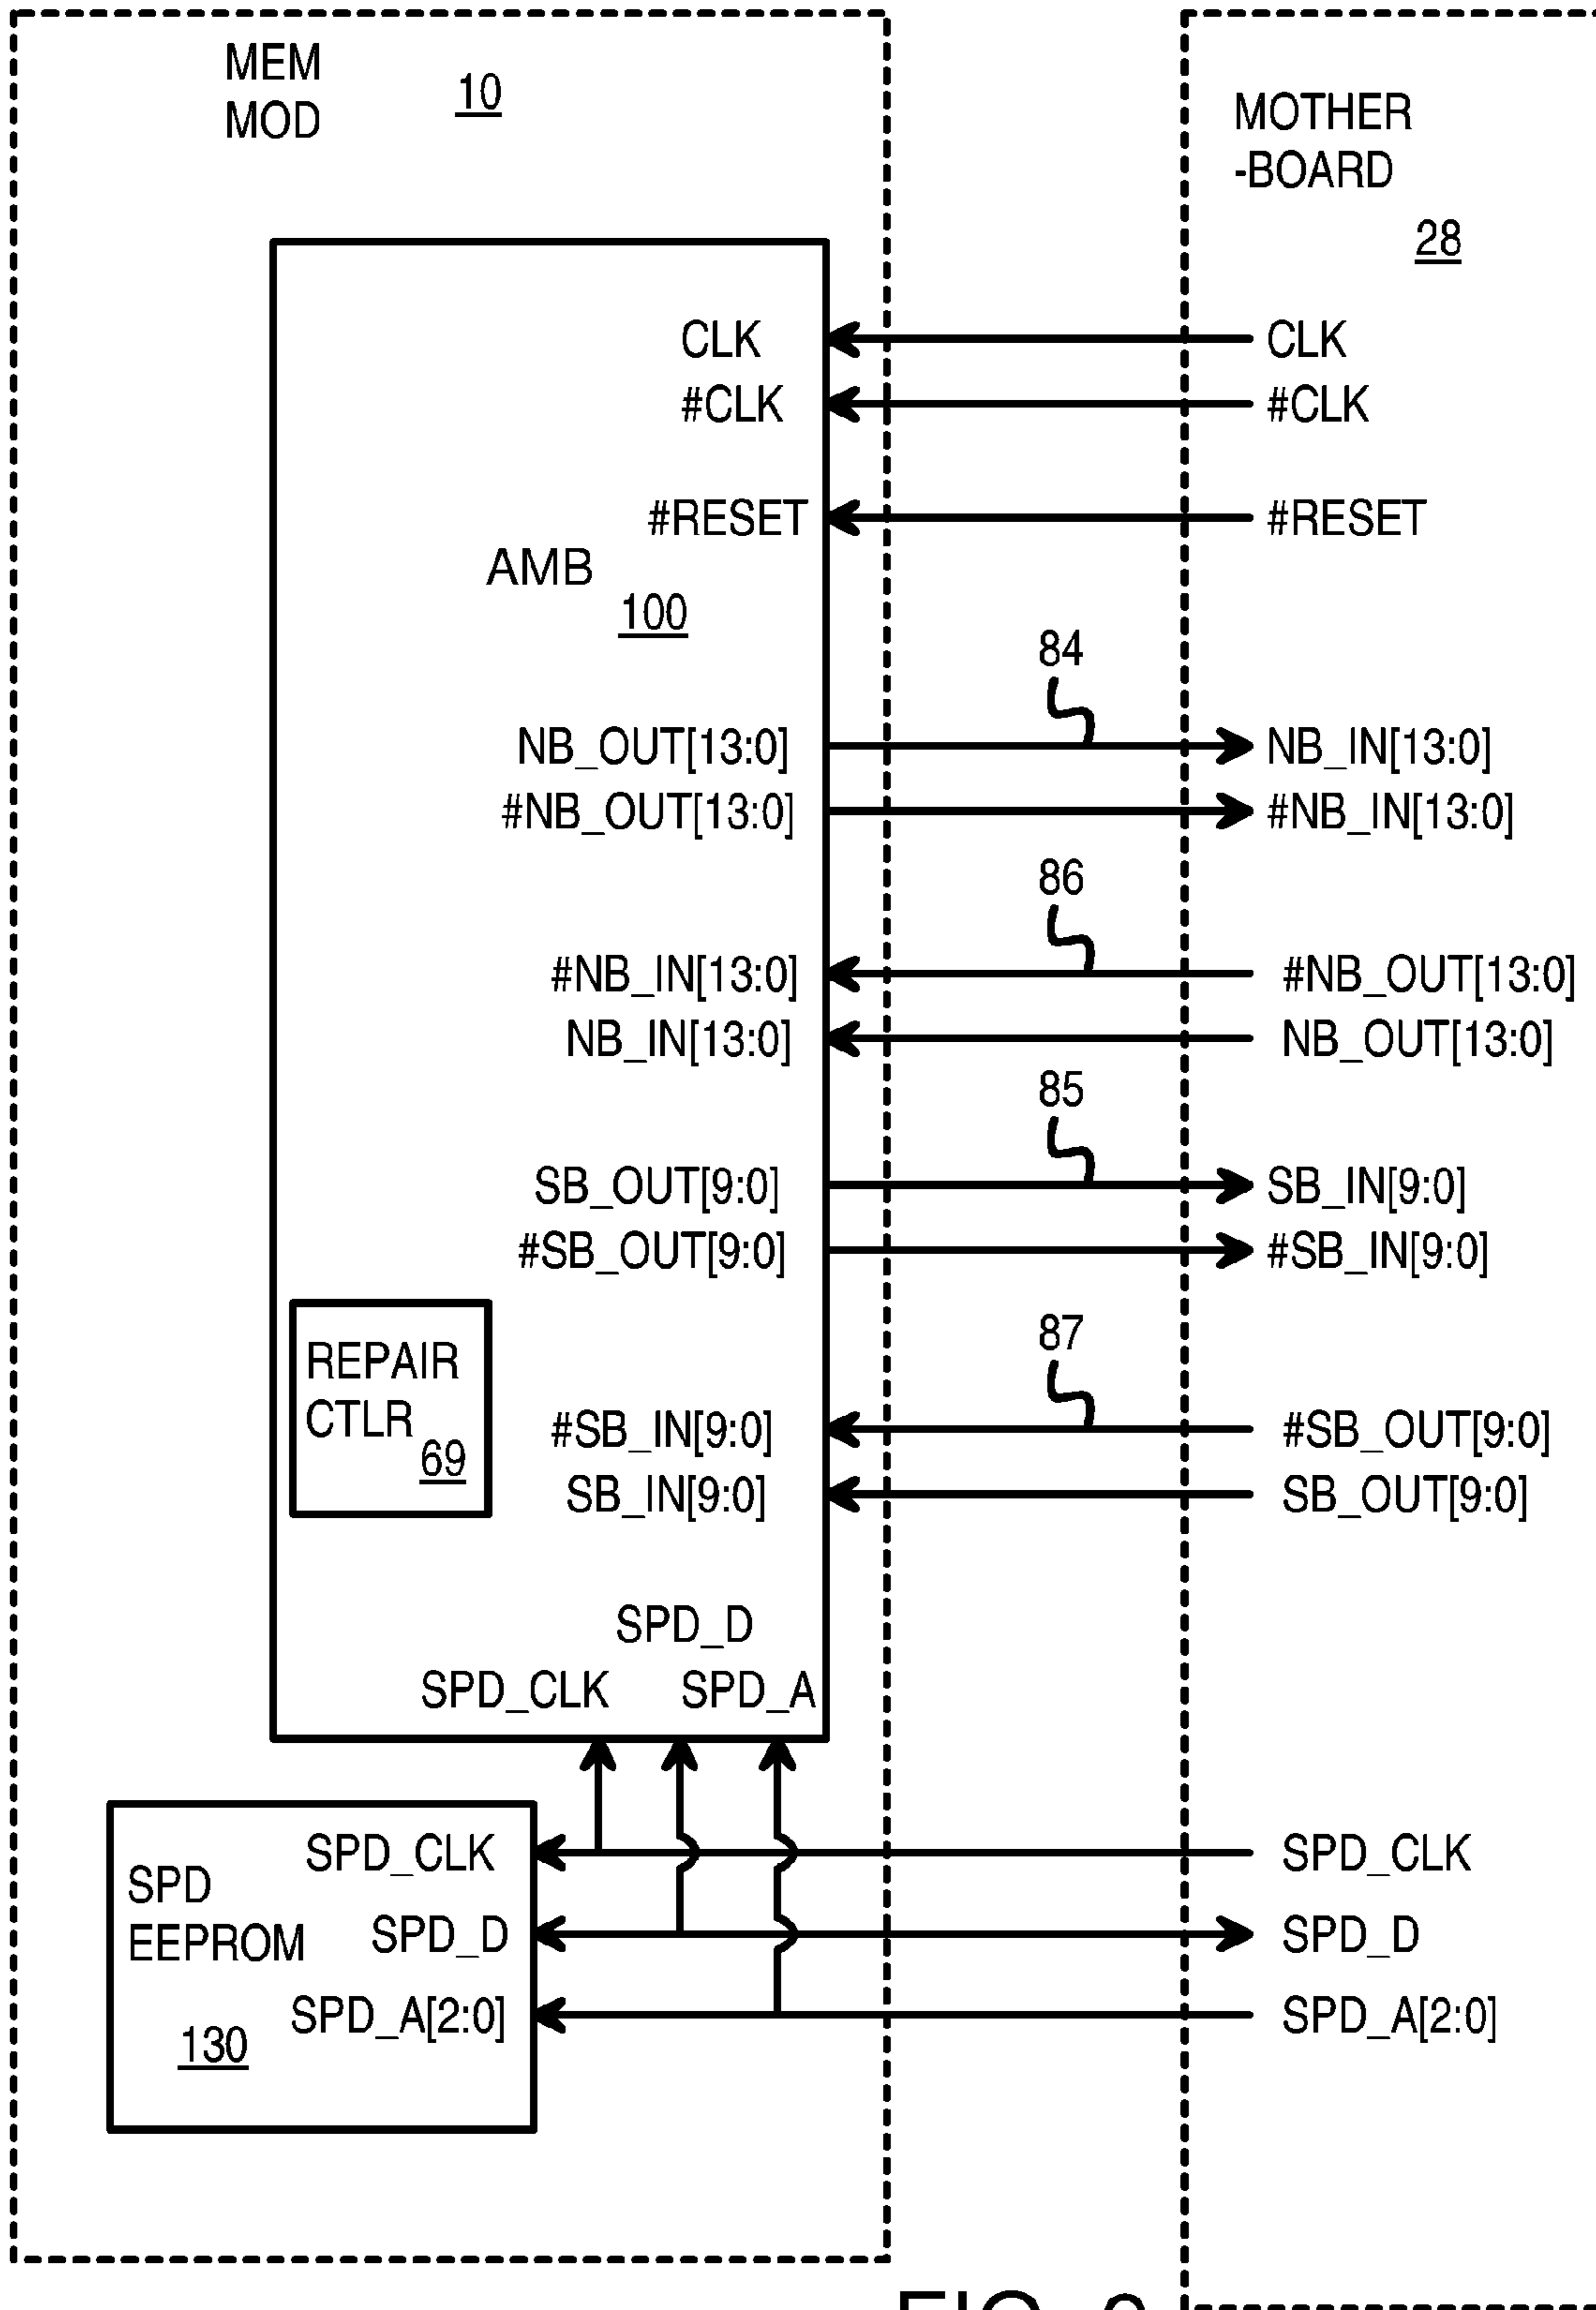 MEM
MOD
10
MOTHER
-BOARD
28
CLK
CLK
#CLK
#CLK
#RESET
#RESET
AMB
100
84
NB_OUT[13:0]
NB_IN[13:0]
#NB_OUT[13:0]
#NB_IN[13:0]
86
#NB_IN[13:0]
#NB_OUT[13:0]
NB_IN[13:0]
NB_OUT[13:0]
85
SB_OUT[9:0]
SB_IN[9:0]
#SB_OUT[9:0]
#SB_IN[9:0]
87
REPAIR
CTLR
69
#SB_IN[9:0]
#SB_OUT[9:0]
SB_IN[9:0]
SB_OUT[9:0]
SPD_D
SPD_CLK
SPD_A
SPD
EEPROM
130
SPD_CLK
SPD_CLK
SPD_D
SPD_D
SPD_A[2:0]
SPD_A[2:0]
FIG.